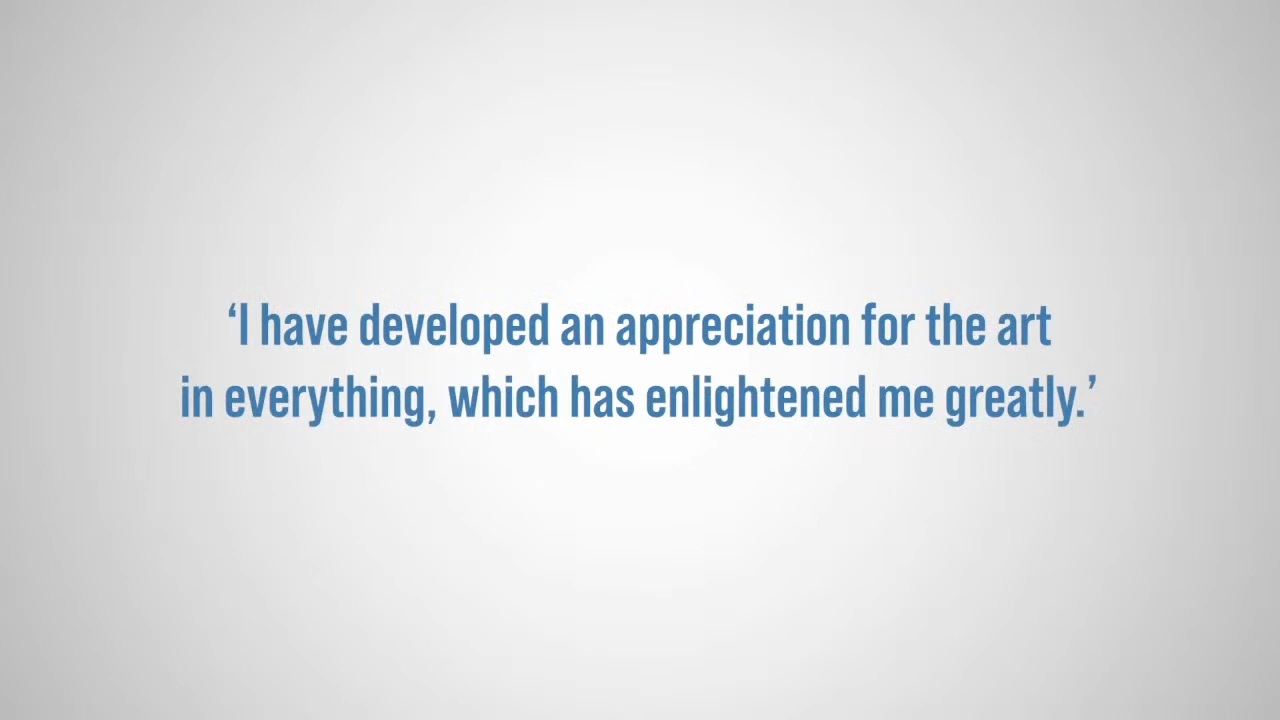 ‘I have developed an appreciation for the art
in everything, which has enlightened me greatly.’